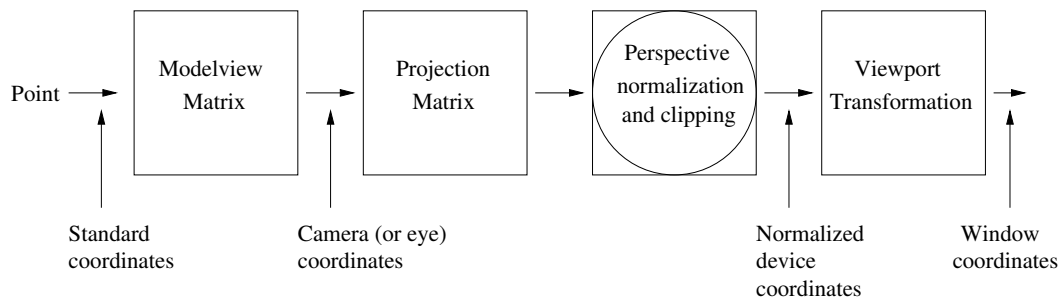 Point
Modelview
Matrix
Projection
Matrix
Perspective
normalization
and clipping
Viewport
Transformation
Standard
coordinates
Camera (or eye)
coordinates
Normalized
device
coordinates
Window
coordinates